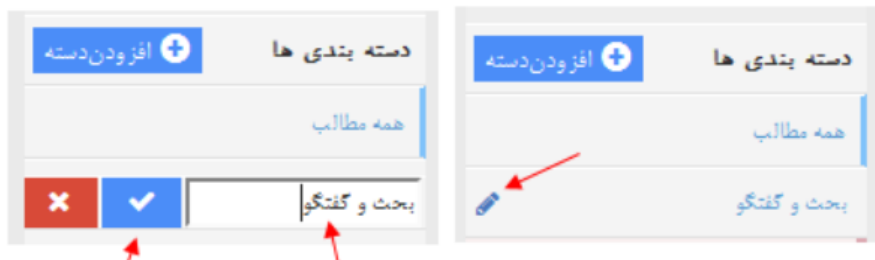 دسته بندی ها
افزودن‌دسته
همه مطالب
بحث و گفتگو
دسته بندی ها
افزودن‌دسته
همه مطالب
بحث و گفتگو